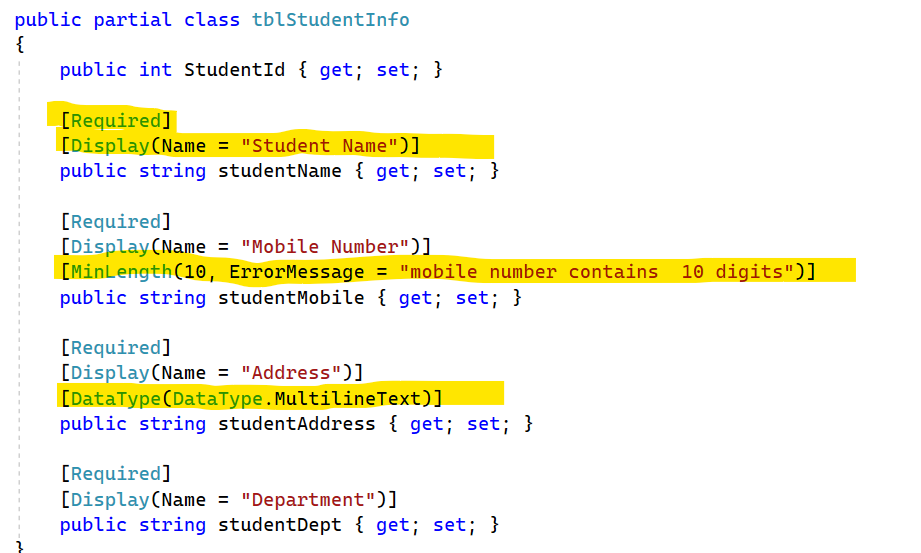 public partial class tblStudentInfo
{
public int StudentId { get; set; }
[Required]
[Display(Name = "Student Name")]
public string studentName { get; set; }
[Required]
[Display(Name = "Mobile Number")]
[MinLength(10, ErrorMessage = "mobile number contains  10 digits")]
public string studentMobile { get; set; }
[Required]
[Display(Name = "Address")]
[DataType(DataType.MultilineText)]
public string studentAddress { get; set; }
[Required]
[Display(Name = "Department")]
public string studentDept { get; set; }
}